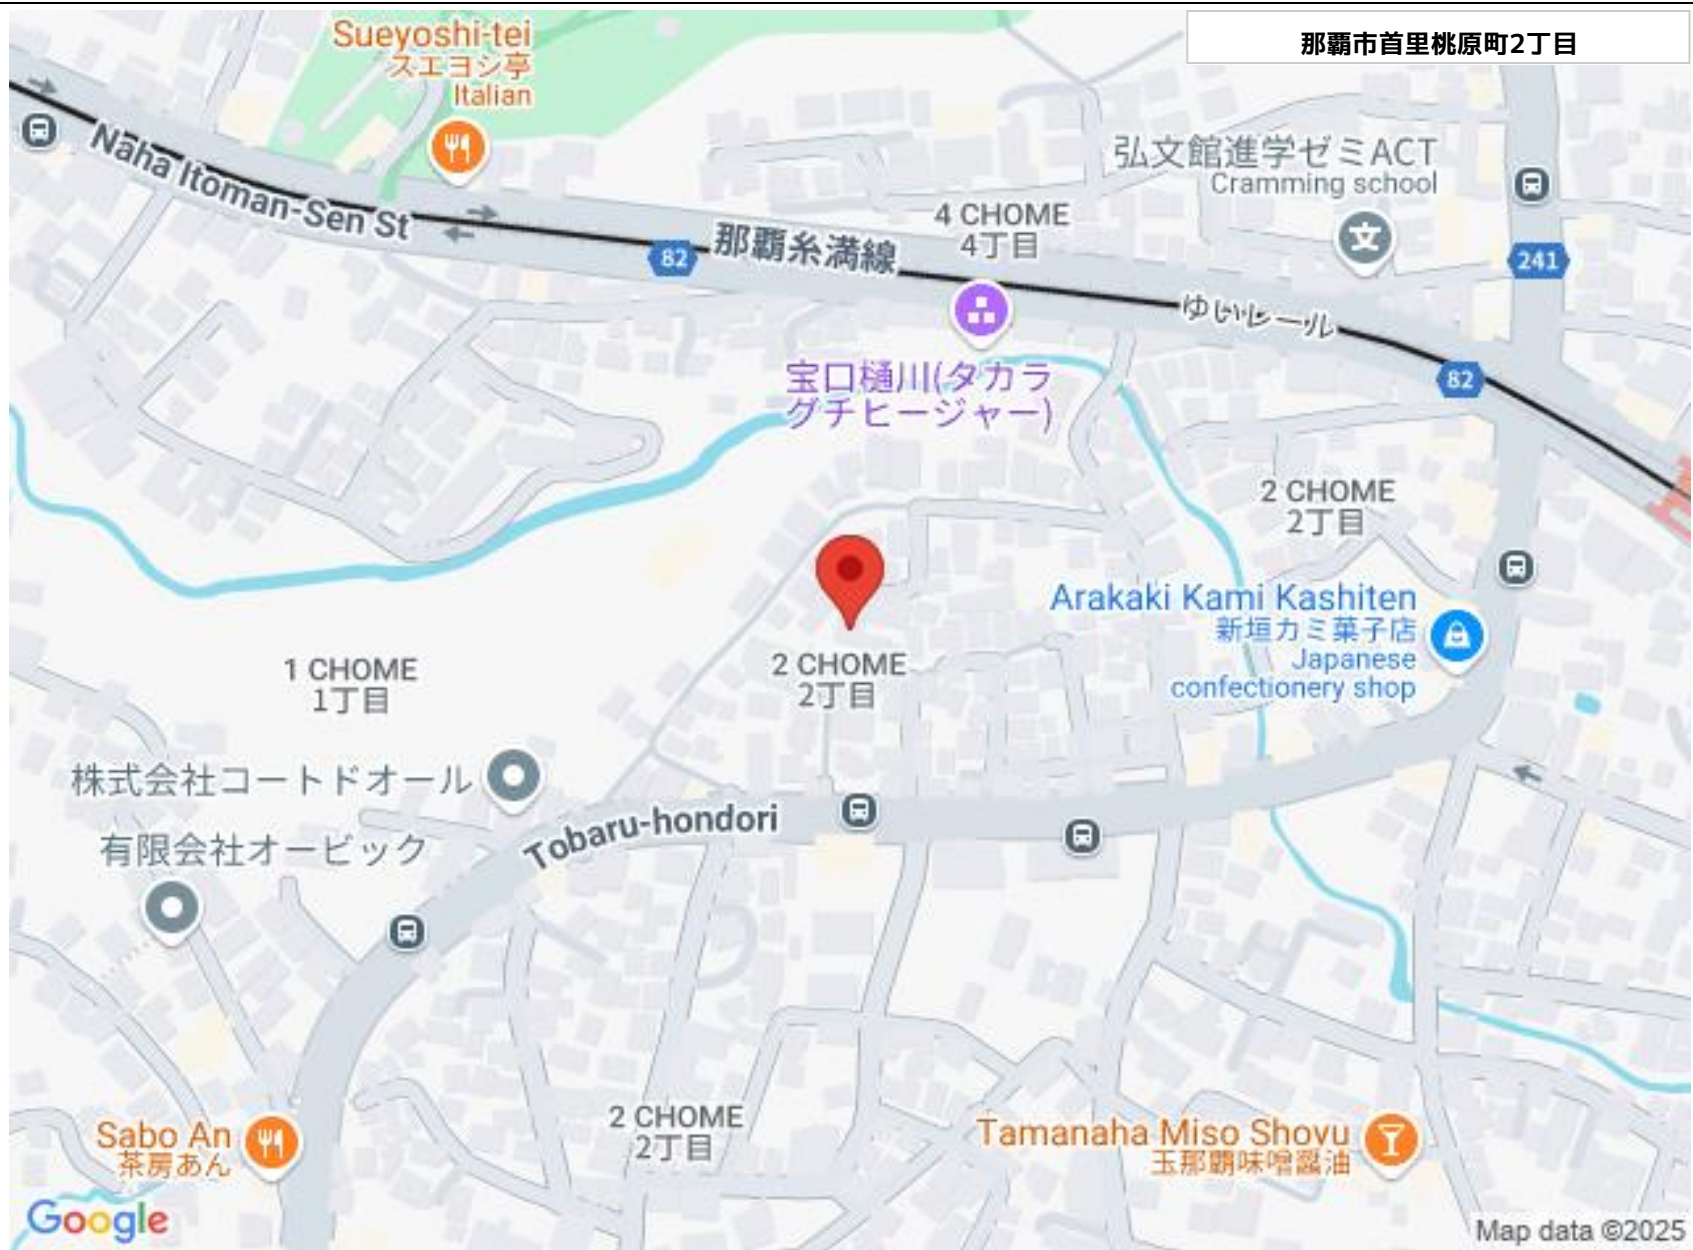 那覇市首里桃原町2丁目
Sueyoshi-tei
スエヨシ亭
Italian
Naha Itoman-Sen St
弘文館進学ゼミACT
Cramming school
4 CHOME
4丁目
那覇糸満線
82
241
ゆいレール
82
宝口樋川(タカラ
グチヒージャー)
2 CHOME
2丁目
Arakaki Kami Kashiten
新垣カミ菓子店
Japanese
confectionery shop
1 CHOME
1丁目
2 CHOME
2丁目
株式会社コートドオール
Tobaru-hondori
有限会社オービック
2 CHOME
2丁目
Sabo An
茶房あん
Tamanaha Miso Shoyu
玉那覇味噌醤油
Google
Map data ©2025